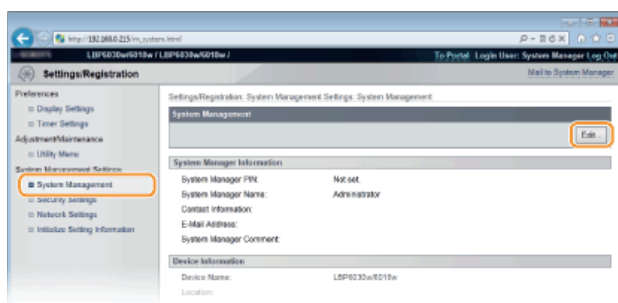 http://192.168.0.215/m_system.html
LBP6030w/6018w / LBP6030w/6018w /
To Portal Login User: System Manager Log Out
Settings/Registration
Mail to System Manager
Preferences
Display Settings
Timer Settings
Adjustment/Maintenance
Utility Menu
System Management Settings
System Management
Security Settings
Network Settings
Initialize Setting Information
Settings/Registration: System Management Settings: System Management
System Management
Edit...
System Manager Information
System Manager PIN: Not set.
System Manager Name: Administrator
Contact Information:
E-Mail Address:
System Manager Comment:
Device Information
Device Name: LBP6030w/6018w
Location: